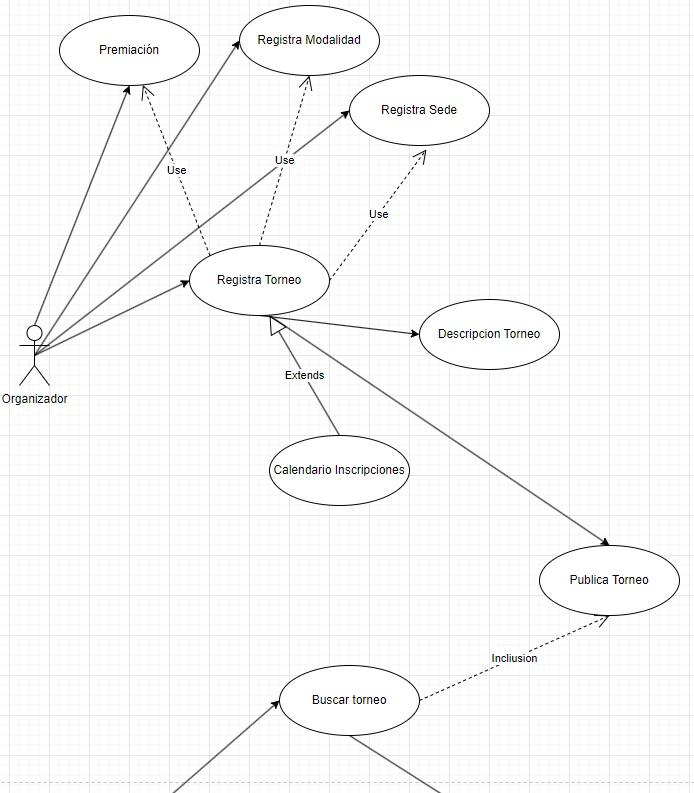 Premiación
Registra Modalidad
Registra Sede
Use
Use
Use
Registra Torneo
Descripcion Torneo
Organizador
Extends
Calendario Inscripciones
Publica Torneo
Incliusion
Buscar torneo